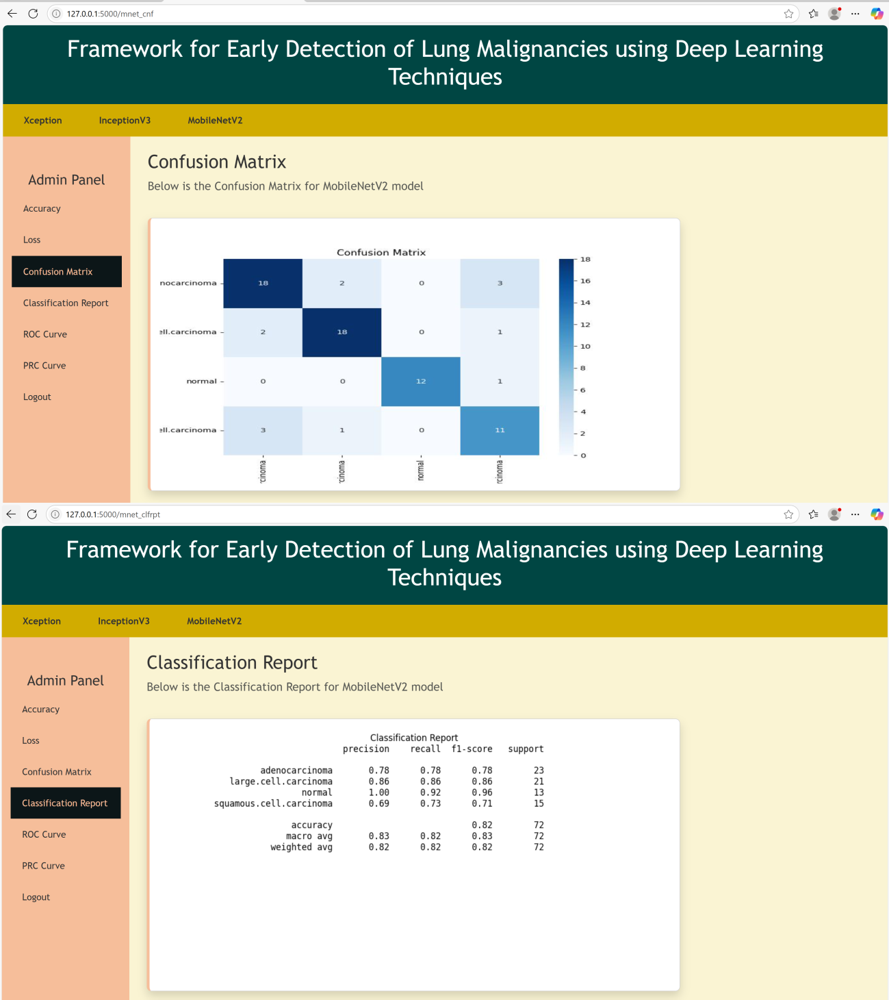 127.0.0.1:5000/mnet_cnf
Framework for Early Detection of Lung Malignancies using Deep Learning
Techniques
Xception InceptionV3 MobileNetV2
Admin Panel
Accuracy
Loss
Confusion Matrix
Classification Report
ROC Curve
PRC Curve
Logout
Confusion Matrix
Below is the Confusion Matrix for MobileNetV2 model
Confusion Matrix
nocarcinoma 18 2 0 3
ell.carcinoma 2 18 0 1
normal 0 0 12 1
ell.carcinoma 3 1 0 11
rcinoma rcinoma normal rcinoma
18
16
14
12
10
8
6
4
2
0
127.0.0.1:5000/mnet_clfrpt
Framework for Early Detection of Lung Malignancies using Deep Learning
Techniques
Xception InceptionV3 MobileNetV2
Admin Panel
Accuracy
Loss
Confusion Matrix
Classification Report
ROC Curve
PRC Curve
Logout
Classification Report
Below is the Classification Report for MobileNetV2 model
Classification Report
precision recall f1-score support
adenocarcinoma 0.78 0.78 0.78 23
large.cell.carcinoma 0.86 0.86 0.86 21
normal 1.00 0.92 0.96 13
squamous.cell.carcinoma 0.69 0.73 0.71 15
accuracy 0.82 72
macro avg 0.83 0.82 0.83 72
weighted avg 0.82 0.82 0.82 72